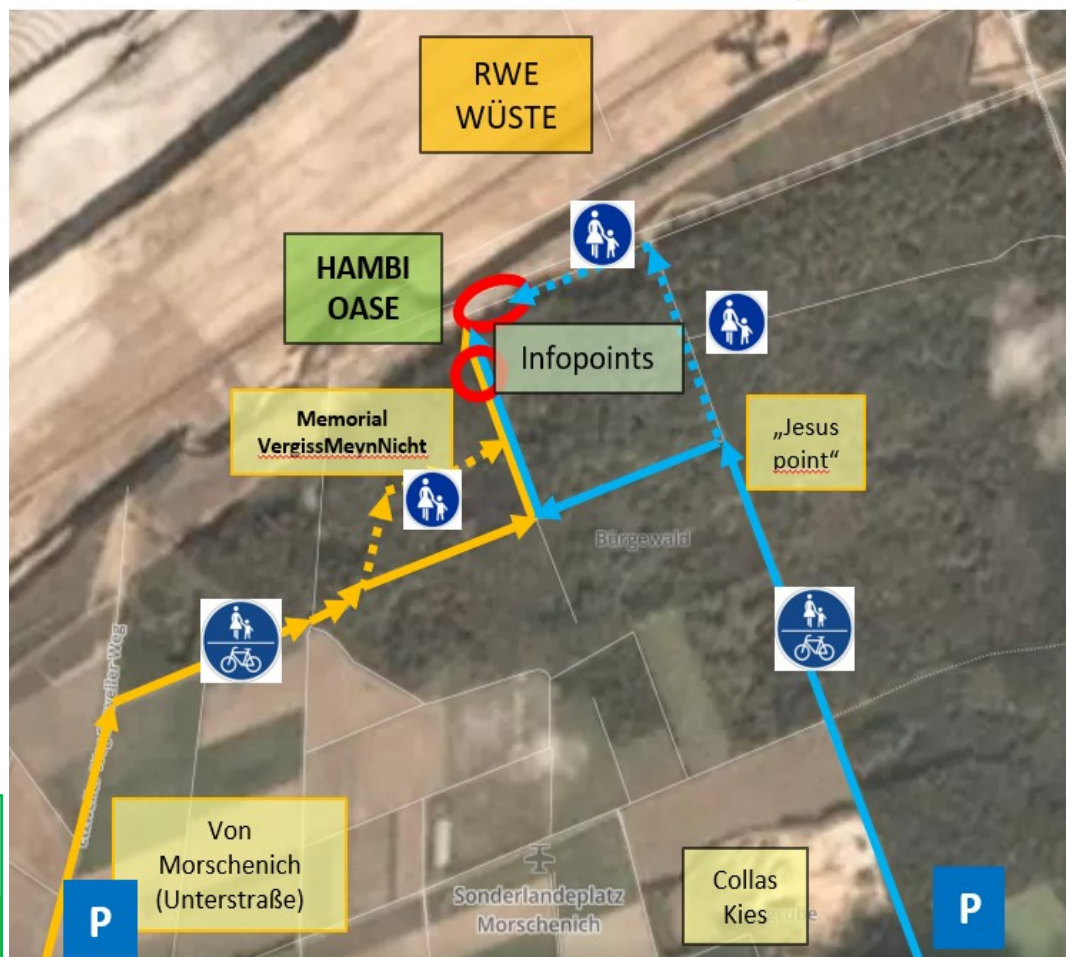 RWE
WÜSTE
HAMBI
OASE
Infopoints
Memorial
VergissMeynNicht
„Jesus
point“
Bürgewald
Von
Morschenich
(Unterstraße)
Sonderlandeplatz
Morschenich
Collas
Kies
P
P